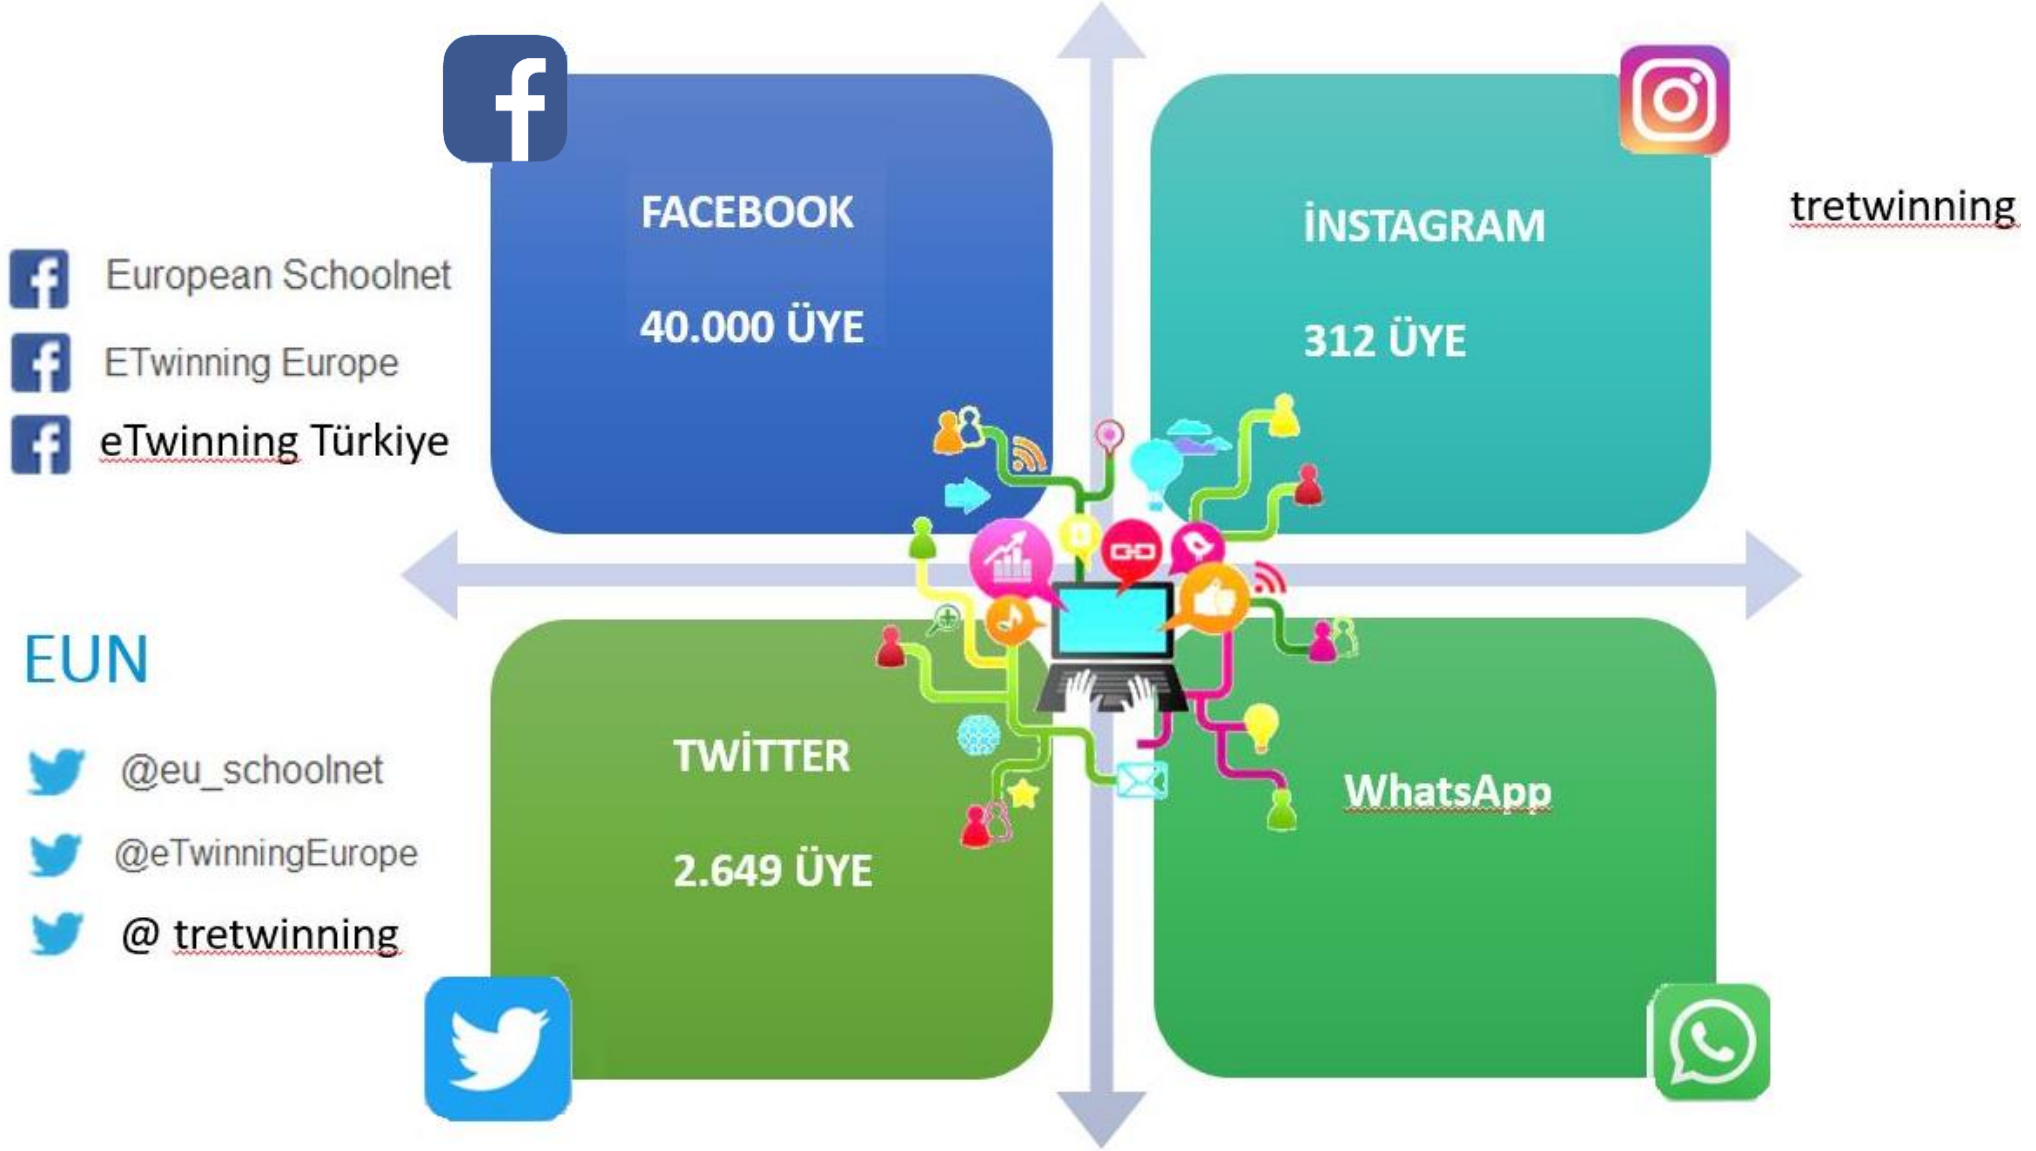 FACEBOOK
40.000 ÜYE
European Schoolnet
ETwinning Europe
eTwinning Türkiye
İNSTAGRAM
312 ÜYE
tretwinning
EUN
@eu_schoolnet
@eTwinningEurope
@ tretwinning
TWİTTER
2.649 ÜYE
WhatsApp